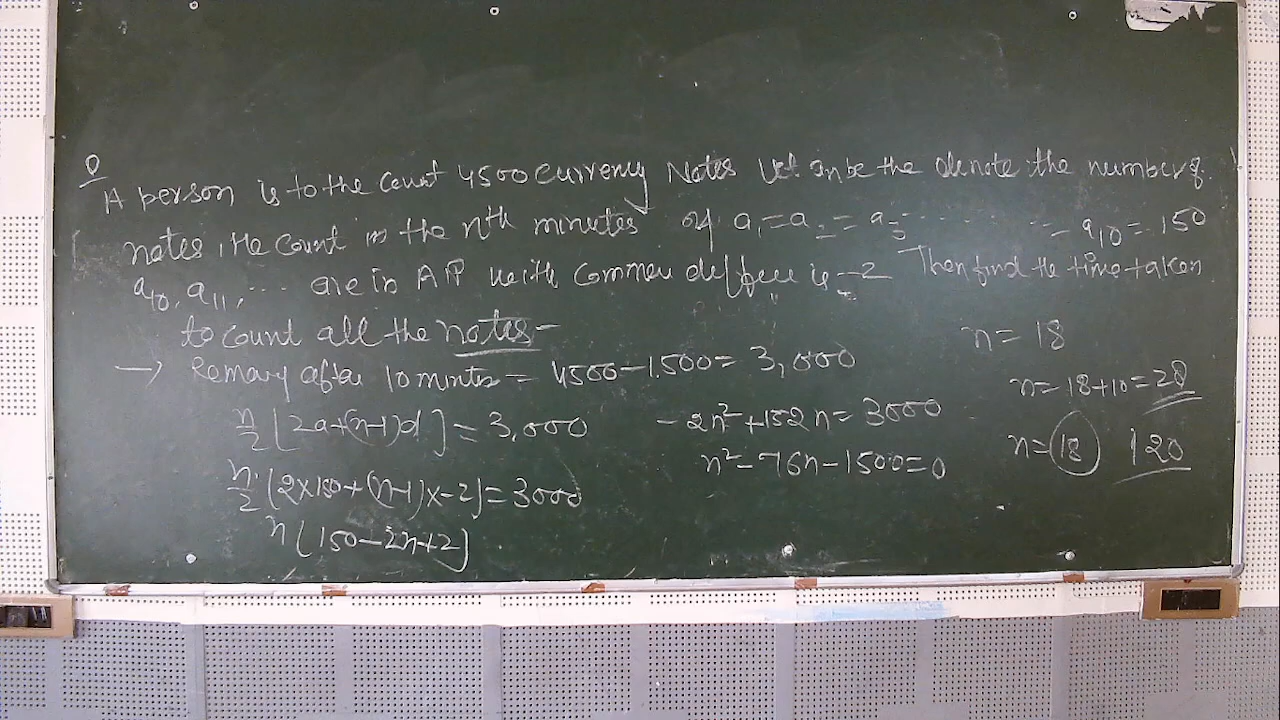 Q
A person is to the Count 4500 currency Notes Let an be the denote the number of
notes, He Count in the nth minutes of a1 = a2 = a3 ........ = a10 = 150
a10, a11, ... are in AP with Common diffence is -2 Then find the time taken
to count all the notes -
→ Remaing after 10 mintes = 4500 - 1500 = 3,000
n/2 [2a+(n-1)d] = 3,000
n/2 (2×150+(n-1)×-2) = 3000
n(150-2n+2)
-2n²+152n = 3000
n²-76n-1500=0
n = 18
n = 18+10 = 28
n = 18 120